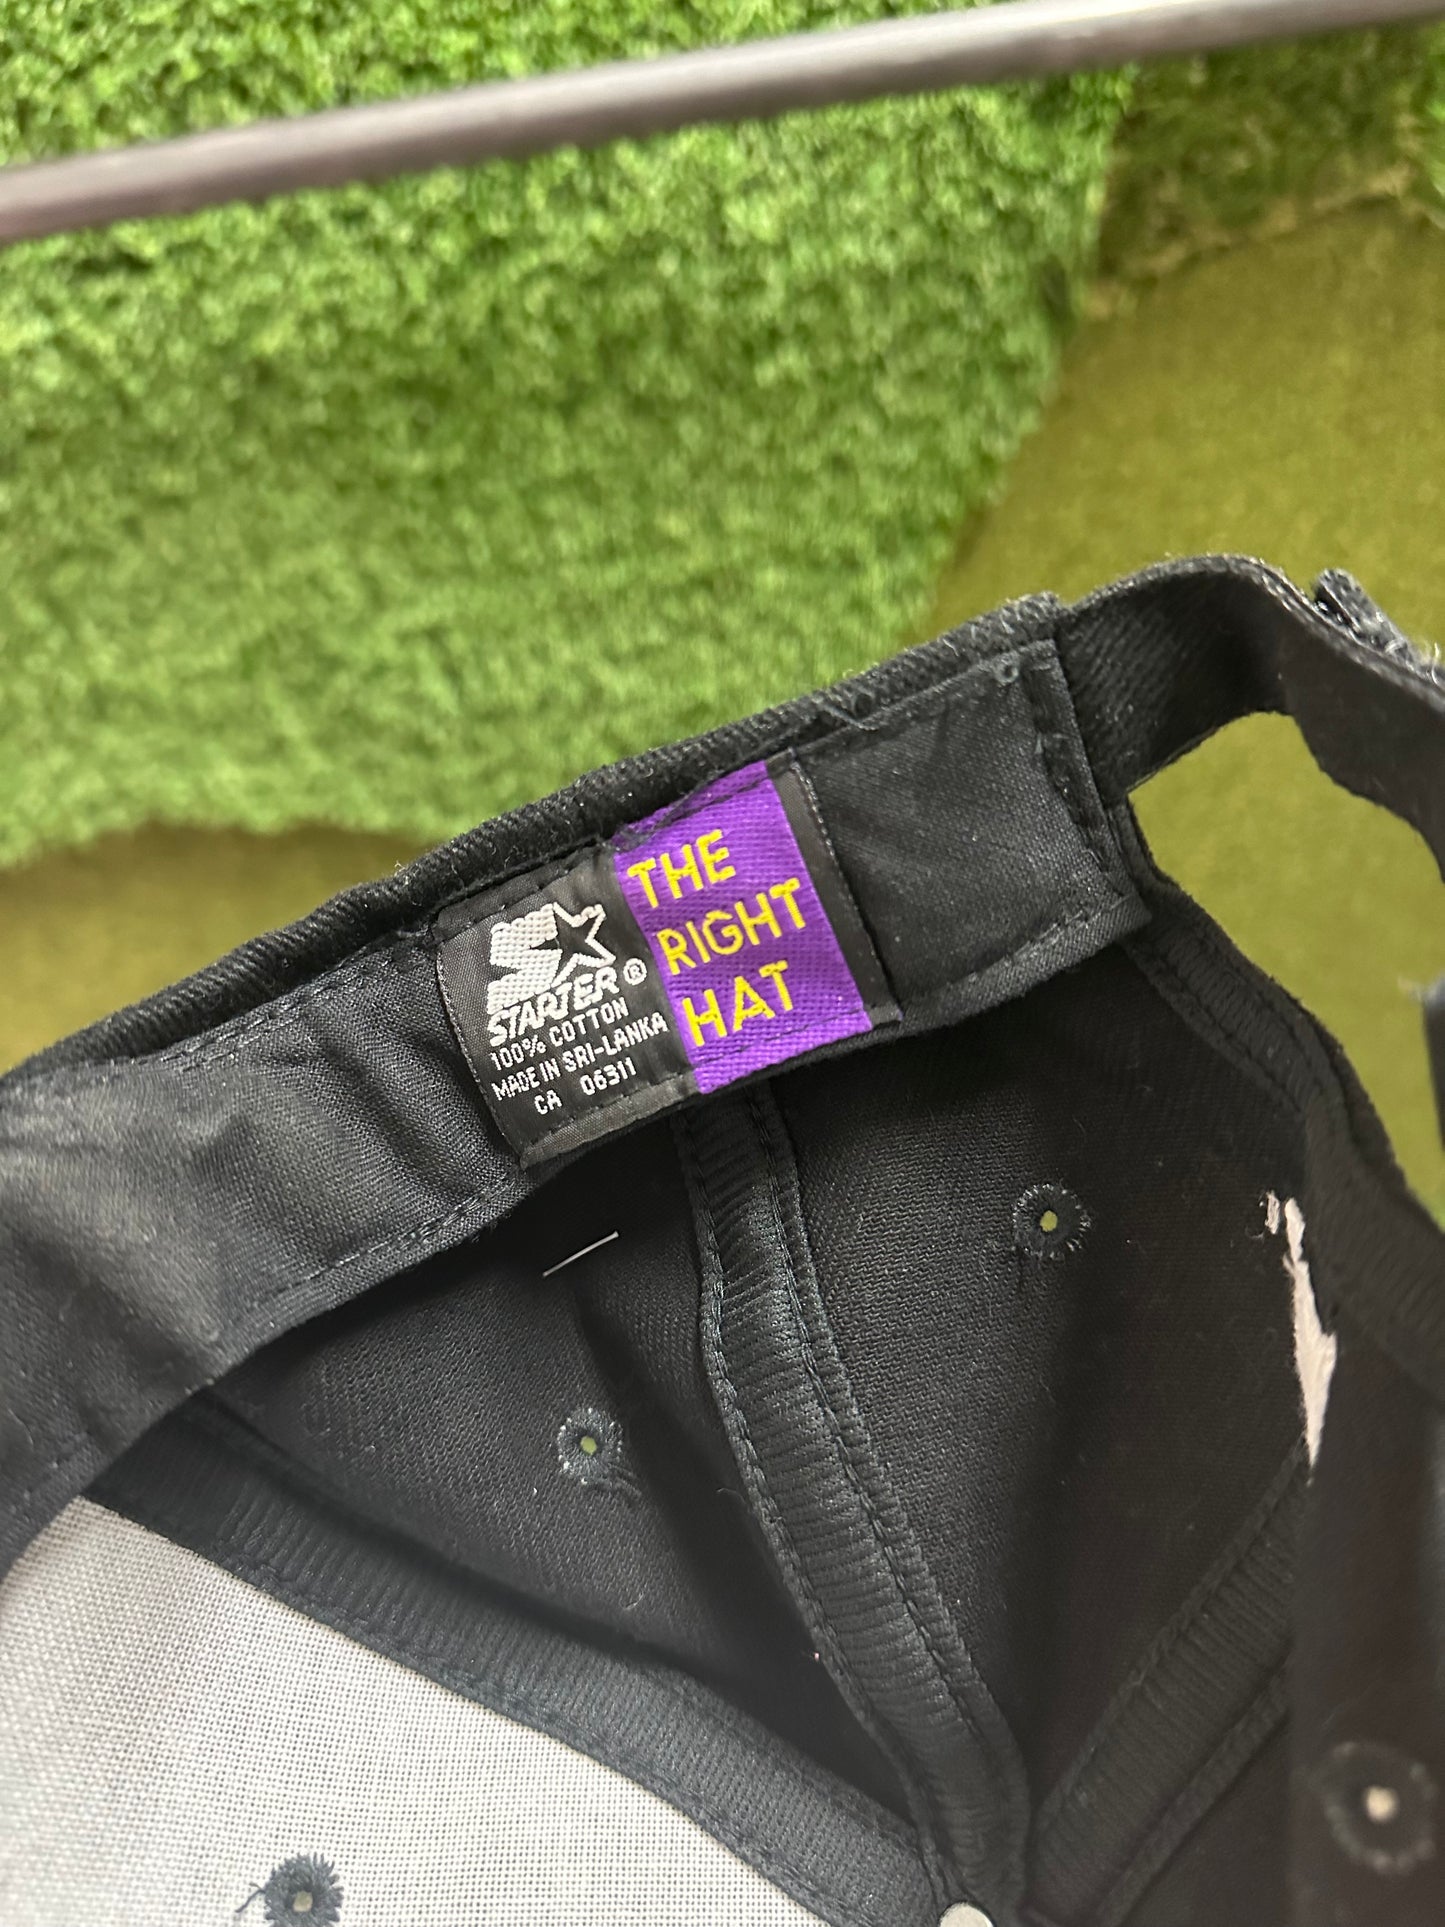 STARTER®
100% COTTON
MADE IN SRI-LANKA
CA 06311
THE
RIGHT
HAT